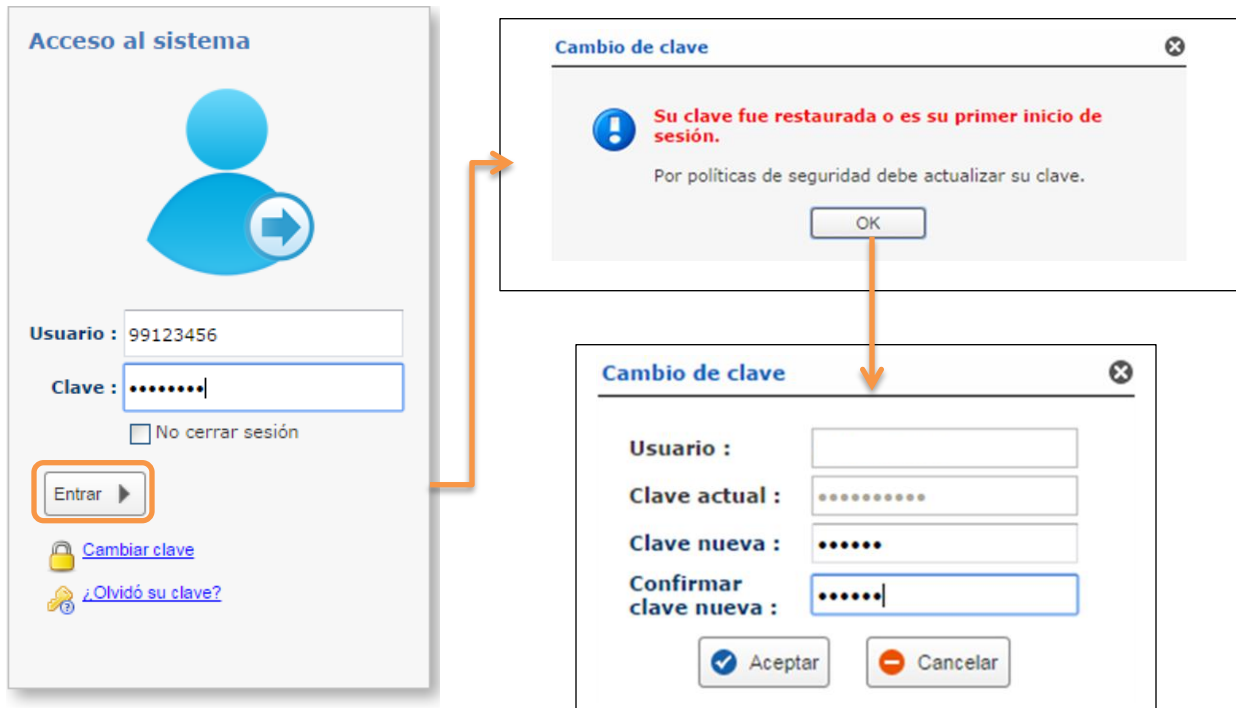 Acceso al sistema
Usuario : 99123456
Clave : ••••••••
No cerrar sesión
Entrar
Cambiar clave
¿Olvidó su clave?
Cambio de clave
Su clave fue restaurada o es su primer inicio de
sesión.
Por políticas de seguridad debe actualizar su clave.
OK
Cambio de clave
Usuario :
Clave actual : ••••••••••
Clave nueva : ••••••
Confirmar
clave nueva : ••••••
Aceptar
Cancelar